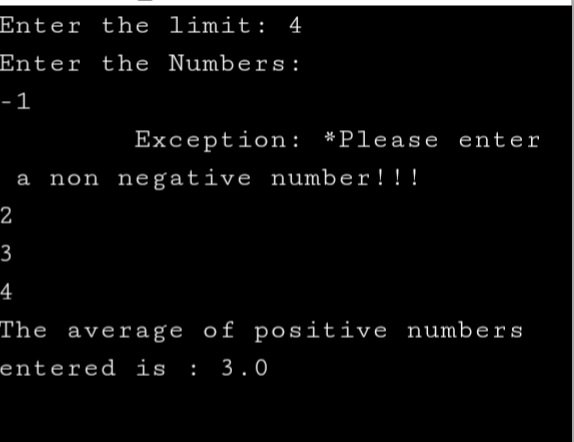 Enter the limit: 4
Enter the Numbers:
-1
Exception: *Please enter
a non negative number!!!
2
3
4
The average of positive numbers
entered is : 3.0